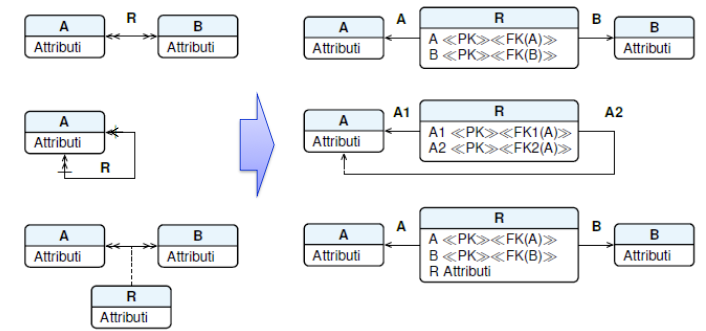 R
A
Attributi
B
Attributi
A
Attributi
A
R
A ≪PK≫≪FK(A)≫
B ≪PK≫≪FK(B)≫
B
B
Attributi
A
Attributi
R
A
Attributi
A1
R
A1 ≪PK≫≪FK1(A)≫
A2 ≪PK≫≪FK2(A)≫
A2
A
Attributi
B
Attributi
R
Attributi
A
Attributi
A
R
A ≪PK≫≪FK(A)≫
B ≪PK≫≪FK(B)≫
R Attributi
B
B
Attributi